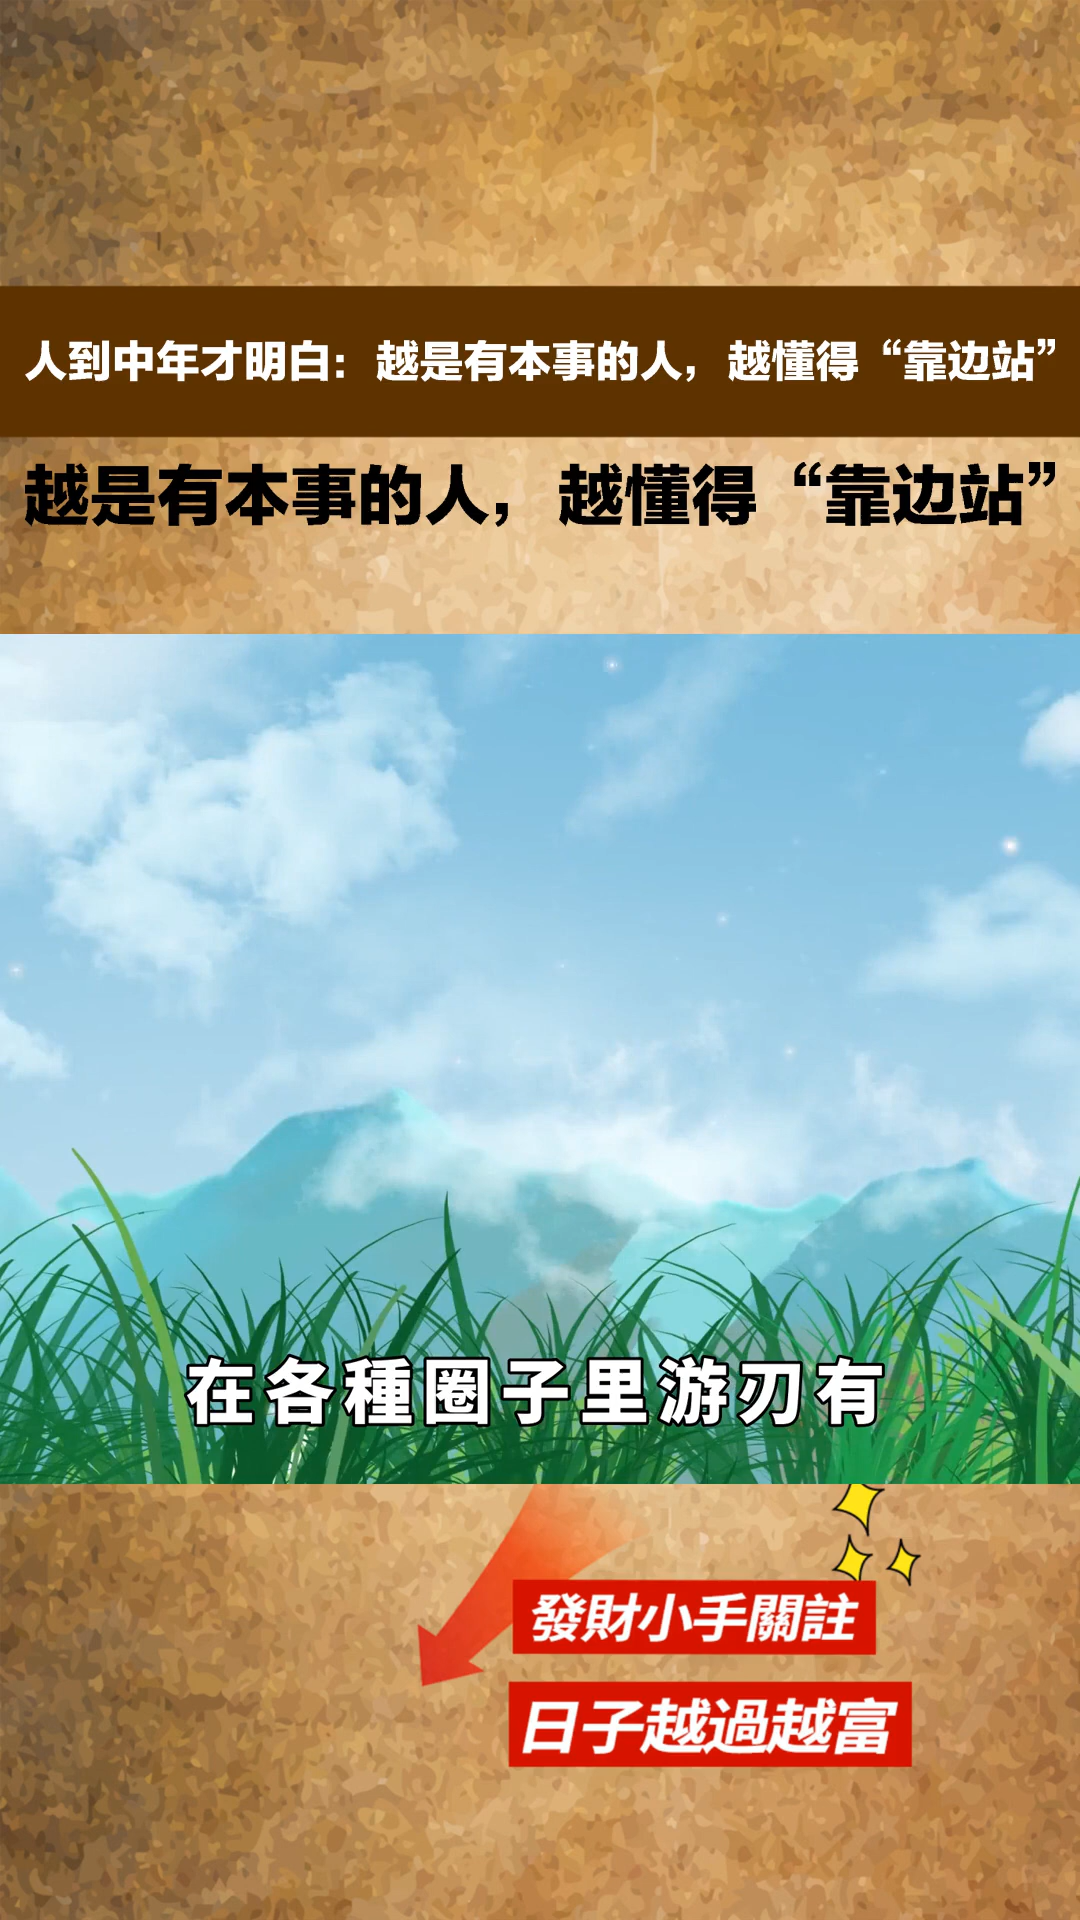 人到中年才明白：越是有本事的人，越懂得“靠边站”
越是有本事的人，越懂得“靠边站”
在各種圈子里游刃有
發財小手關註
日子越過越富